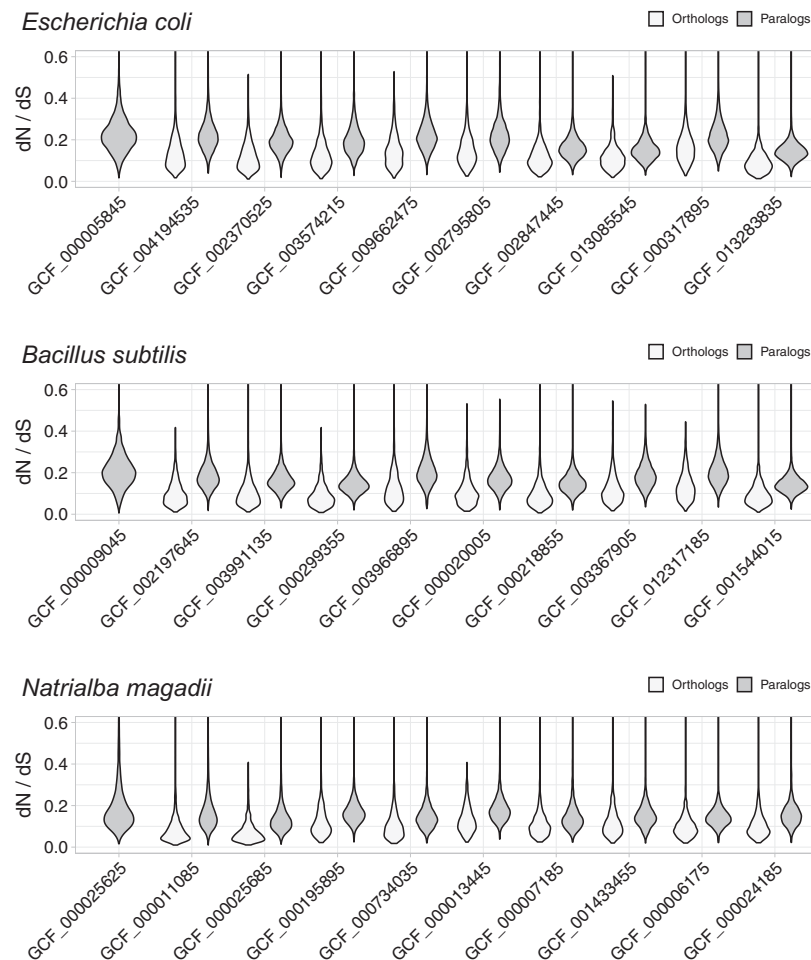 Escherichia coli
Orthologs Paralogs
dN / dS
0.6
0.4
0.2
0.0
GCF_000005845
GCF_004194535
GCF_002370525
GCF_003574215
GCF_009662475
GCF_002795805
GCF_002847445
GCF_013085545
GCF_000317895
GCF_013283835
Bacillus subtilis
Orthologs Paralogs
dN / dS
0.6
0.4
0.2
0.0
GCF_000009045
GCF_002197645
GCF_003991135
GCF_000299355
GCF_003966895
GCF_000020005
GCF_000218855
GCF_003367905
GCF_012317185
GCF_001544015
Natrialba magadii
Orthologs Paralogs
dN / dS
0.6
0.4
0.2
0.0
GCF_000025625
GCF_000011085
GCF_000025685
GCF_000195895
GCF_000734035
GCF_000013445
GCF_000007185
GCF_001433455
GCF_000006175
GCF_000024185